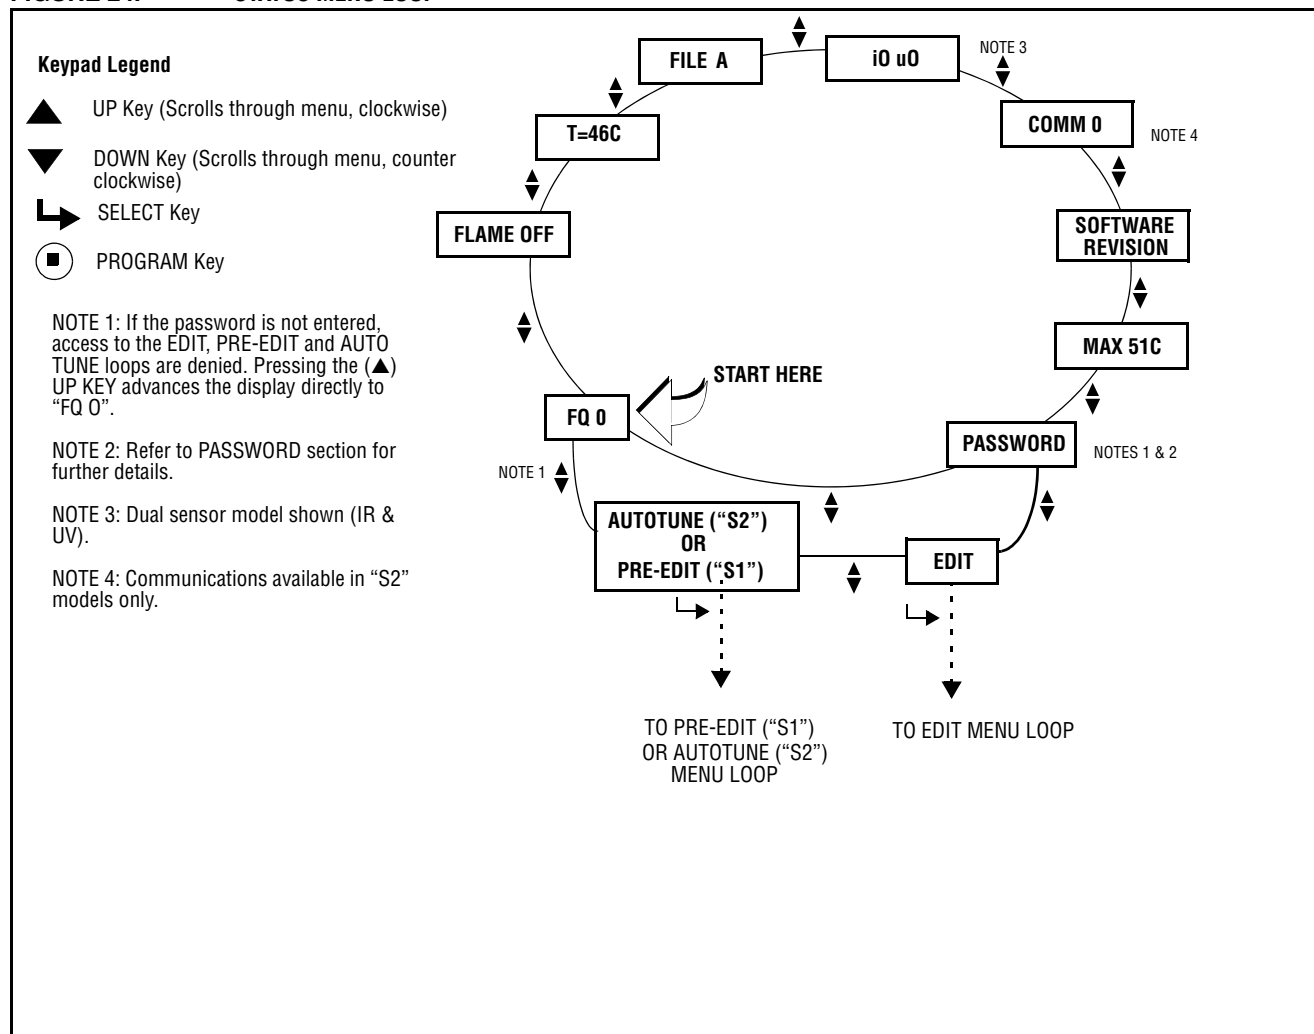 Keypad Legend
UP Key (Scrolls through menu, clockwise)
DOWN Key (Scrolls through menu, counter
clockwise)
SELECT Key
PROGRAM Key
NOTE 1: If the password is not entered,
access to the EDIT, PRE-EDIT and AUTO
TUNE loops are denied. Pressing the (▲)
UP KEY advances the display directly to
“FQ 0”.
NOTE 2: Refer to PASSWORD section for
further details.
NOTE 3: Dual sensor model shown (IR &
UV).
NOTE 4: Communications available in “S2”
models only.
FILE A
i0 u0
NOTE 3
T=46C
COMM 0
NOTE 4
FLAME OFF
SOFTWARE
REVISION
MAX 51C
START HERE
FQ 0
PASSWORD
NOTES 1 & 2
NOTE 1
AUTOTUNE (“S2”)
OR
PRE-EDIT (“S1”)
EDIT
TO PRE-EDIT (“S1”)
OR AUTOTUNE (“S2”)
MENU LOOP
TO EDIT MENU LOOP